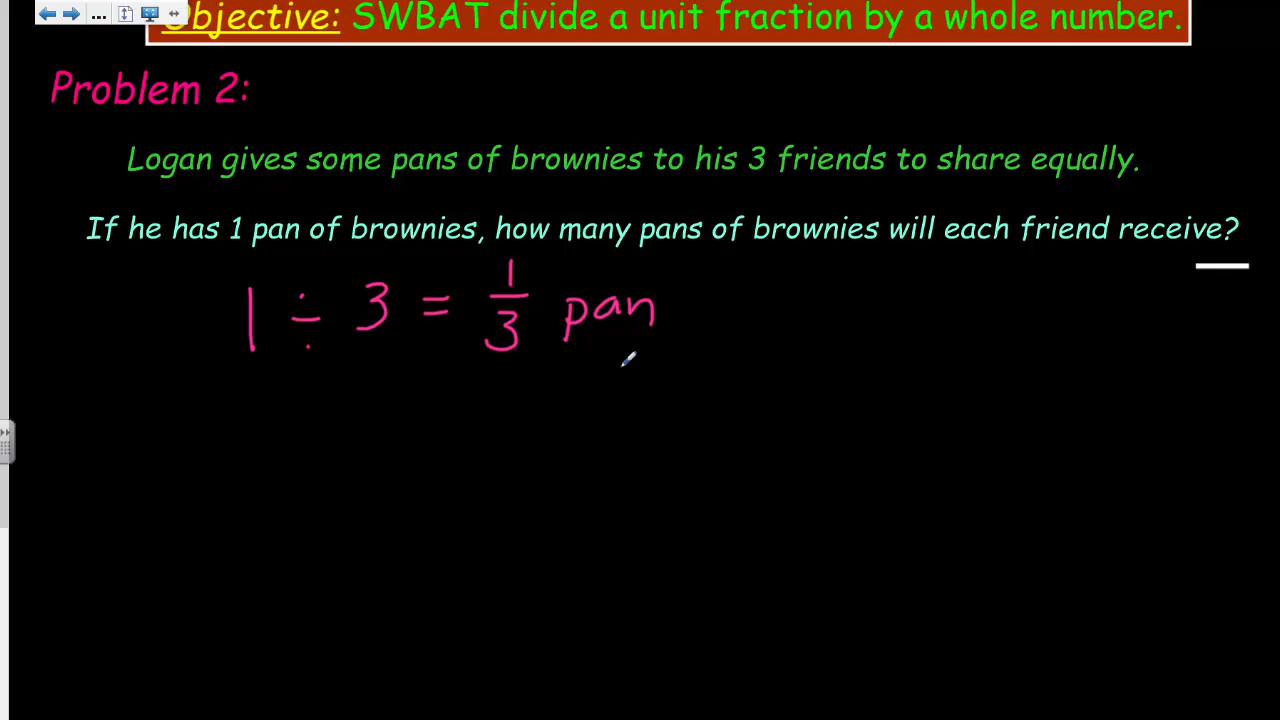 Objective: SWBAT divide a unit fraction by a whole number.
Problem 2:
Logan gives some pans of brownies to his 3 friends to share equally.
If he has 1 pan of brownies, how many pans of brownies will each friend receive?
1 ÷ 3 = 1/3 pan